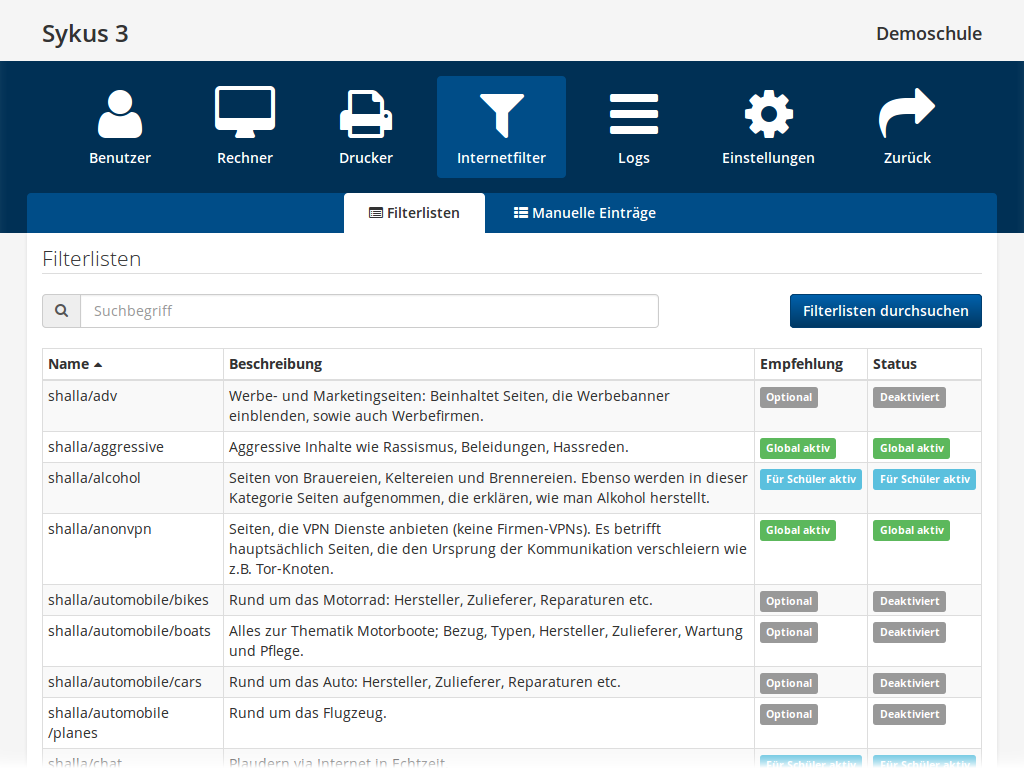 Sykus 3
Demoschule
Benutzer
Rechner
Drucker
Internetfilter
Logs
Einstellungen
Zurück
Filterlisten
Manuelle Einträge
Filterlisten
Suchbegriff
Filterlisten durchsuchen
Name Beschreibung Empfehlung Status
shalla/adv Werbe- und Marketingseiten: Beinhaltet Seiten, die Werbebanner Optional Deaktiviert
einblenden, sowie auch Werbefirmen.
shalla/aggressive Aggressive Inhalte wie Rassismus, Beleidungen, Hassreden. Global aktiv Global aktiv
shalla/alcohol Seiten von Brauereien, Keltereien und Brennereien. Ebenso werden in dieser Für Schüler aktiv Für Schüler aktiv
Kategorie Seiten aufgenommen, die erklären, wie man Alkohol herstellt.
shalla/anonvpn Seiten, die VPN Dienste anbieten (keine Firmen-VPNs). Es betrifft Global aktiv Global aktiv
hauptsächlich Seiten, die den Ursprung der Kommunikation verschleiern wie
z.B. Tor-Knoten.
shalla/automobile/bikes Rund um das Motorrad: Hersteller, Zulieferer, Reparaturen etc. Optional Deaktiviert
shalla/automobile/boats Alles zur Thematik Motorboote; Bezug, Typen, Hersteller, Zulieferer, Wartung Optional Deaktiviert
und Pflege.
shalla/automobile/cars Rund um das Auto: Hersteller, Zulieferer, Reparaturen etc. Optional Deaktiviert
shalla/automobile Rund um das Flugzeug. Optional Deaktiviert
/planes
shalla/chat Plaudern via Internet in Echtzeit. Für Schüler aktiv Für Schüler aktiv